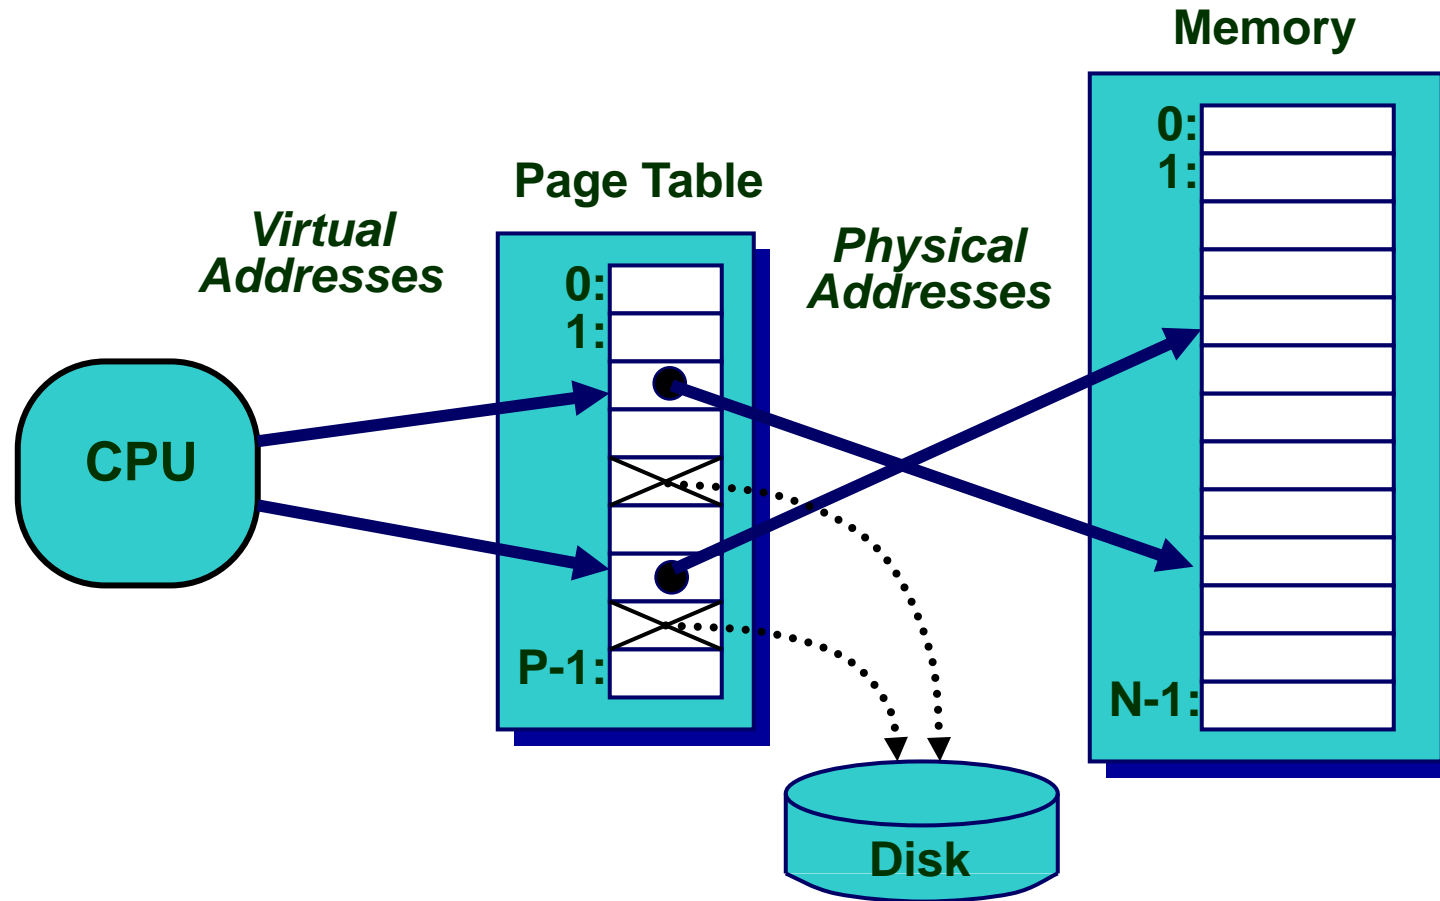 Memory
0:
1:
Page Table
Virtual
Addresses
Physical
Addresses
0:
1:
CPU
P-1:
N-1:
Disk